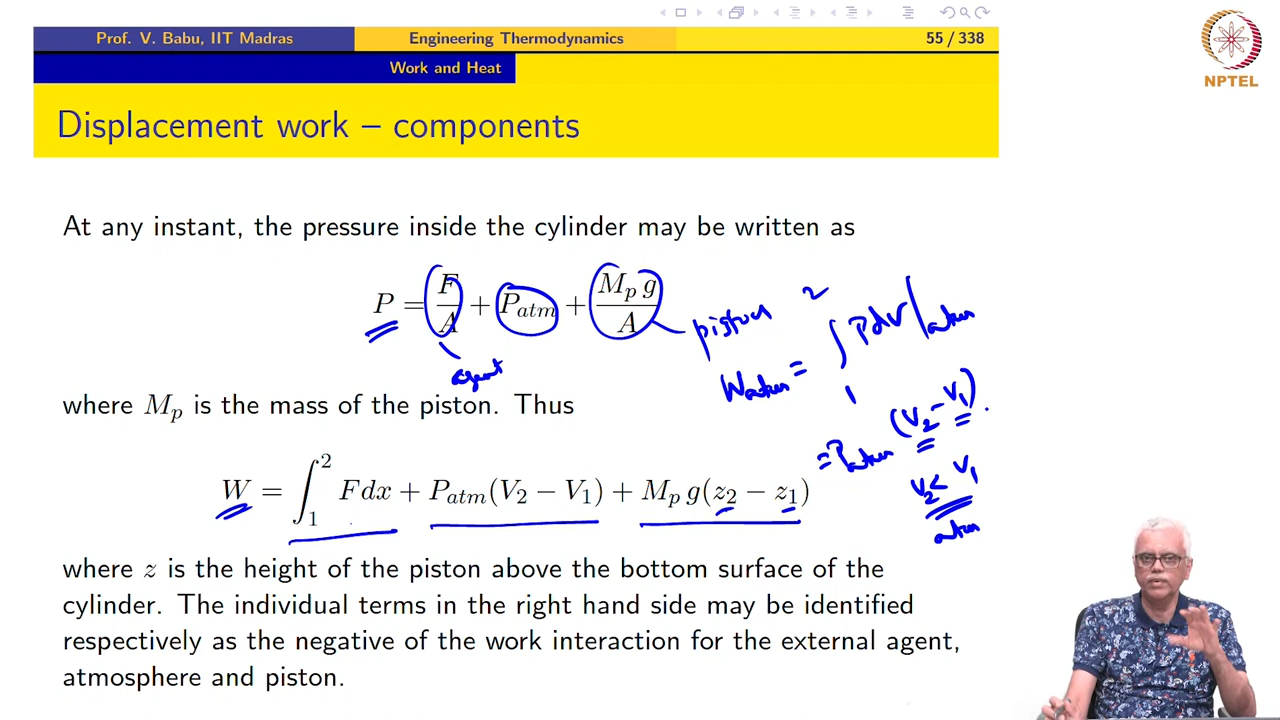 Prof. V. Babu, IIT Madras Engineering Thermodynamics 55 / 338
NPTEL
Work and Heat
Displacement work – components
At any instant, the pressure inside the cylinder may be written as
P = F/A + P_atm + M_p g/A
piston
agent
W_atm = ∫_1^2 PdV|_atm
= P_atm (V_2 - V_1).
V_2 < V_1
atm
where M_p is the mass of the piston. Thus
W = ∫_1^2 Fdx + P_atm(V_2 − V_1) + M_p g(z_2 − z_1)
where z is the height of the piston above the bottom surface of the
cylinder. The individual terms in the right hand side may be identified
respectively as the negative of the work interaction for the external agent,
atmosphere and piston.